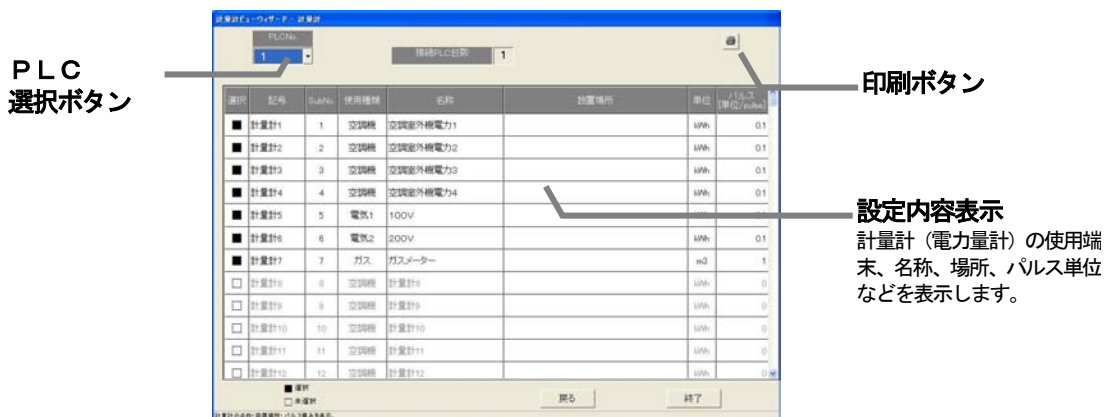 計量計ビューウィザード - 計量計
PLCNo.
1
接続PLC台数 1
PLC
選択ボタン
印刷ボタン
選択 記号 SubNo. 使用種類 名称 設置場所 単位 パルス
[単位/pulse]
■ 計量計1 1 空調機 空調室外機電力1 kWh 0.1
■ 計量計2 2 空調機 空調室外機電力2 kWh 0.1
■ 計量計3 3 空調機 空調室外機電力3 kWh 0.1
■ 計量計4 4 空調機 空調室外機電力4 kWh 0.1
■ 計量計5 5 電気1 100V
■ 計量計6 6 電気2 200V kWh 0.1
■ 計量計7 7 ガス ガスメーター m3 1
□ 計量計8 8 空調機 計量計8 kWh 0
□ 計量計9 9 空調機 計量計9 kWh 0
□ 計量計10 10 空調機 計量計10 kWh 0
□ 計量計11 11 空調機 計量計11 kWh 0
□ 計量計12 12 空調機 計量計12 kWh 0
設定内容表示
計量計（電力量計）の使用端
末、名称、場所、パルス単位
などを表示します。
■ 選択
□ 未選択
戻る 終了